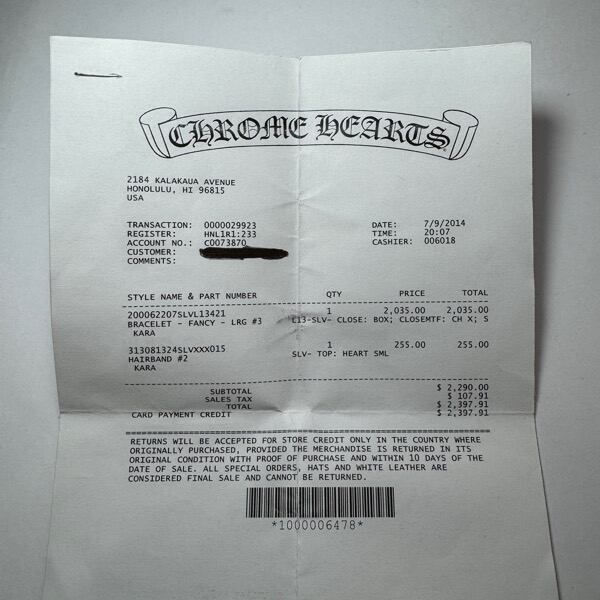 CHROME HEARTS
2184 KALAKAUA AVENUE
HONOLULU, HI 96815
USA
TRANSACTION: 0000029923 DATE: 7/9/2014
REGISTER: HNL1R1:233 TIME: 20:07
ACCOUNT NO.: C0073870 CASHIER: 006018
CUSTOMER:
COMMENTS:
STYLE NAME & PART NUMBER QTY PRICE TOTAL
200062207SLVL13421 1 2,035.00 2,035.00
BRACELET - FANCY - LRG #3 L13-SLV- CLOSE: BOX; CLOSEMTF: CH X; S
KARA
313081324SLVXXX015 1 255.00 255.00
HAIRBAND #2 SLV- TOP: HEART SML
KARA
SUBTOTAL $ 2,290.00
SALES TAX $ 107.91
TOTAL $ 2,397.91
CARD PAYMENT CREDIT $ 2,397.91
RETURNS WILL BE ACCEPTED FOR STORE CREDIT ONLY IN THE COUNTRY WHERE
ORIGINALLY PURCHASED, PROVIDED THE MERCHANDISE IS RETURNED IN ITS
ORIGINAL CONDITION WITH PROOF OF PURCHASE AND WITHIN 10 DAYS OF THE
DATE OF SALE. ALL SPECIAL ORDERS, HATS AND WHITE LEATHER ARE
CONSIDERED FINAL SALE AND CANNOT BE RETURNED.
*1000006478*